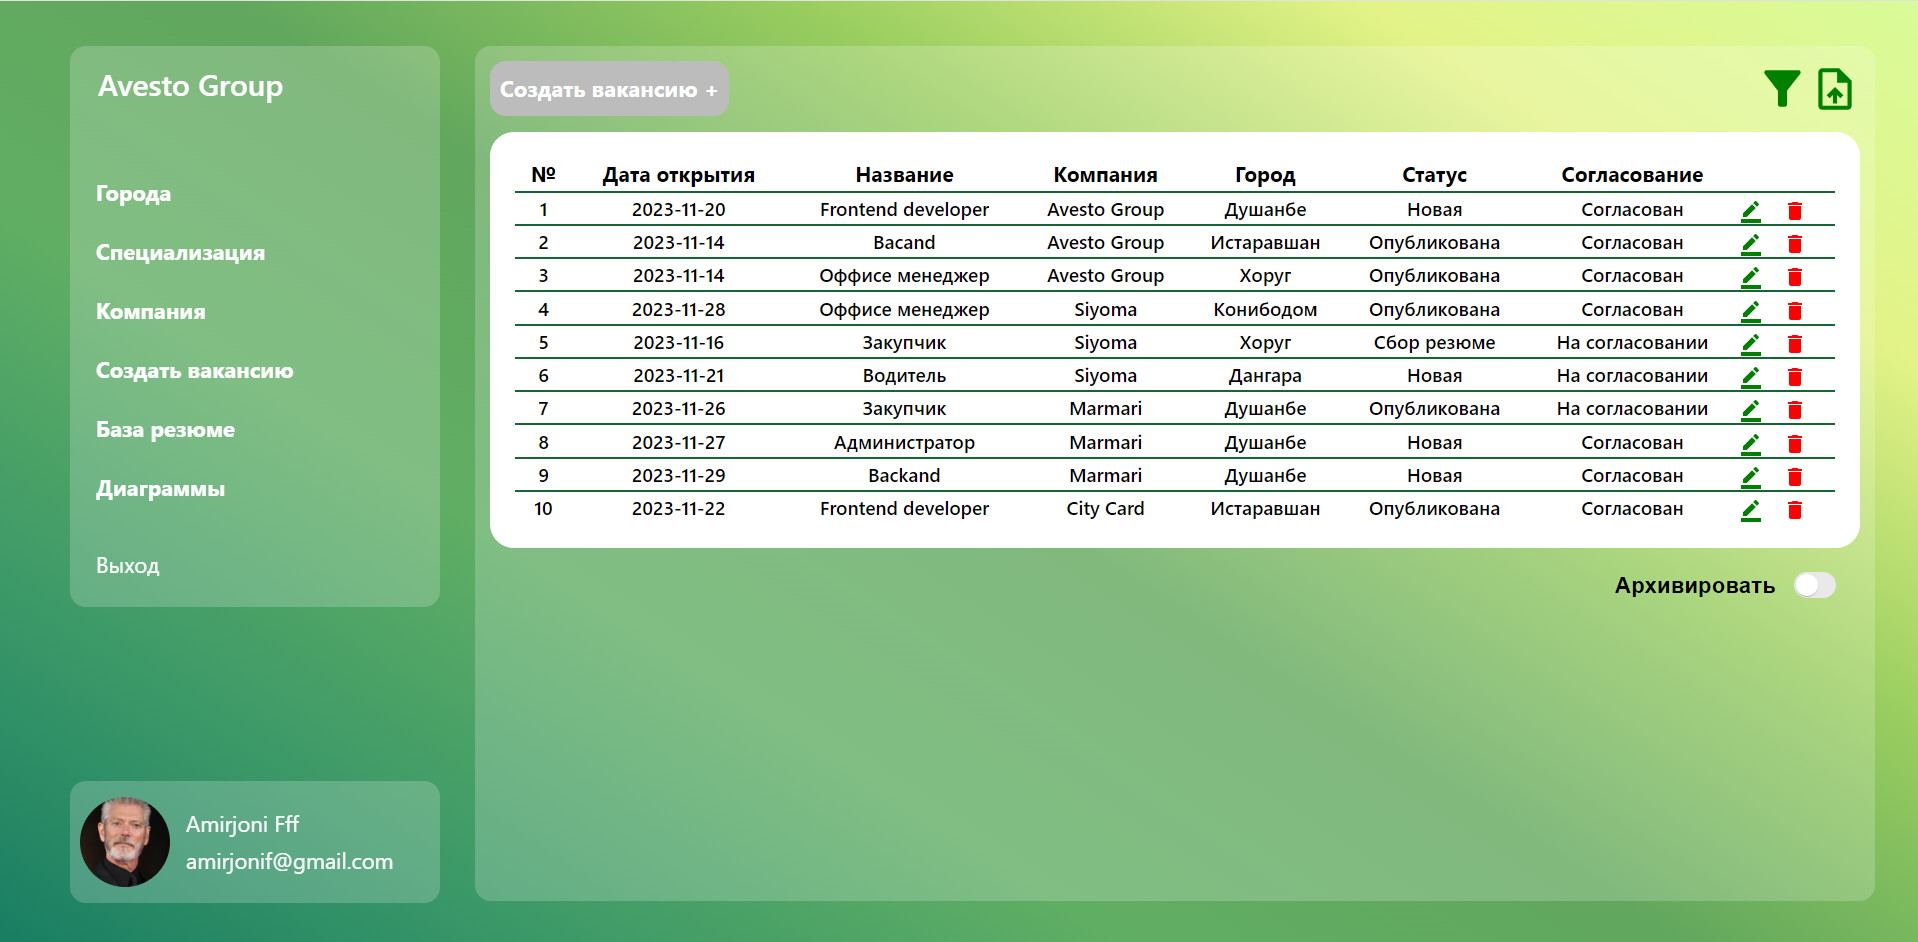 Avesto Group
Города
Специализация
Компания
Создать вакансию
База резюме
Диаграммы
Выход
Amirjoni Fff
amirjonif@gmail.com
Создать вакансию +
№ Дата открытия Название Компания Город Статус Согласование
1 2023-11-20 Frontend developer Avesto Group Душанбе Новая Согласован
2 2023-11-14 Bacand Avesto Group Истаравшан Опубликована Согласован
3 2023-11-14 Оффисе менеджер Avesto Group Хоруг Опубликована Согласован
4 2023-11-28 Оффисе менеджер Siyoma Конибодом Опубликована Согласован
5 2023-11-16 Закупчик Siyoma Хоруг Сбор резюме На согласовании
6 2023-11-21 Водитель Siyoma Дангара Новая На согласовании
7 2023-11-26 Закупчик Marmari Душанбе Опубликована На согласовании
8 2023-11-27 Администратор Marmari Душанбе Новая Согласован
9 2023-11-29 Backand Marmari Душанбе Новая Согласован
10 2023-11-22 Frontend developer City Card Истаравшан Опубликована Согласован
Архивировать